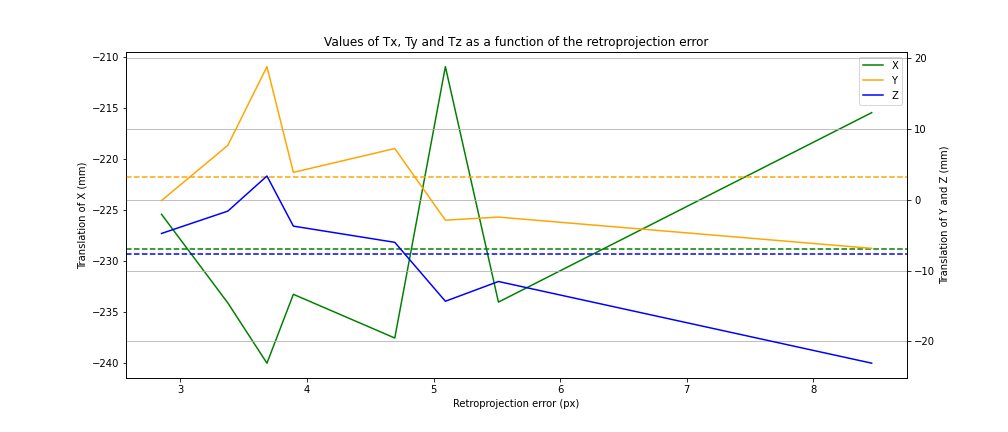 Values of Tx, Ty and Tz as a function of the retroprojection error
Translation of X (mm)
−210
−215
−220
−225
−230
−235
−240
3
4
5
6
7
8
Retroprojection error (px)
20
10
0
−10
−20
Translation of Y and Z (mm)
X
Y
Z